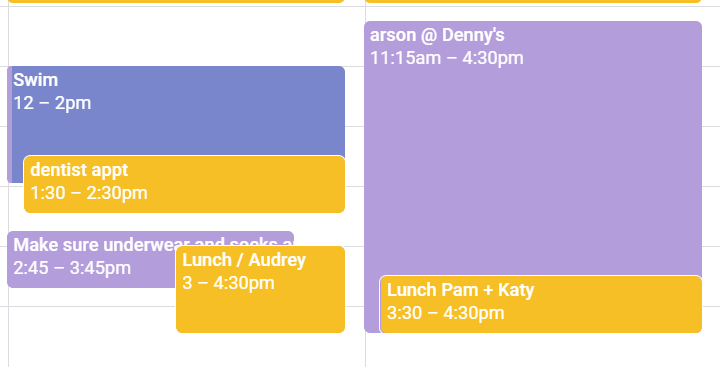 Swim
12 – 2pm
dentist appt
1:30 – 2:30pm
Make sure underwear and socks a
2:45 – 3:45pm
Lunch / Audrey
3 – 4:30pm
arson @ Denny's
11:15am – 4:30pm
Lunch Pam + Katy
3:30 – 4:30pm